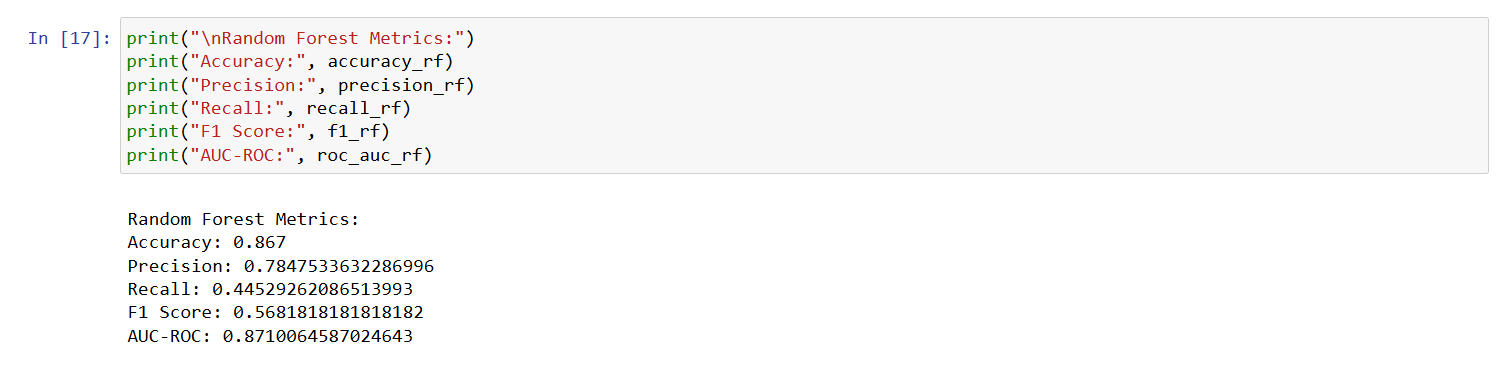 In [17]: print("\nRandom Forest Metrics:")
print("Accuracy:", accuracy_rf)
print("Precision:", precision_rf)
print("Recall:", recall_rf)
print("F1 Score:", f1_rf)
print("AUC-ROC:", roc_auc_rf)
Random Forest Metrics:
Accuracy: 0.867
Precision: 0.7847533632286996
Recall: 0.44529262086513993
F1 Score: 0.5681818181818182
AUC-ROC: 0.8710064587024643